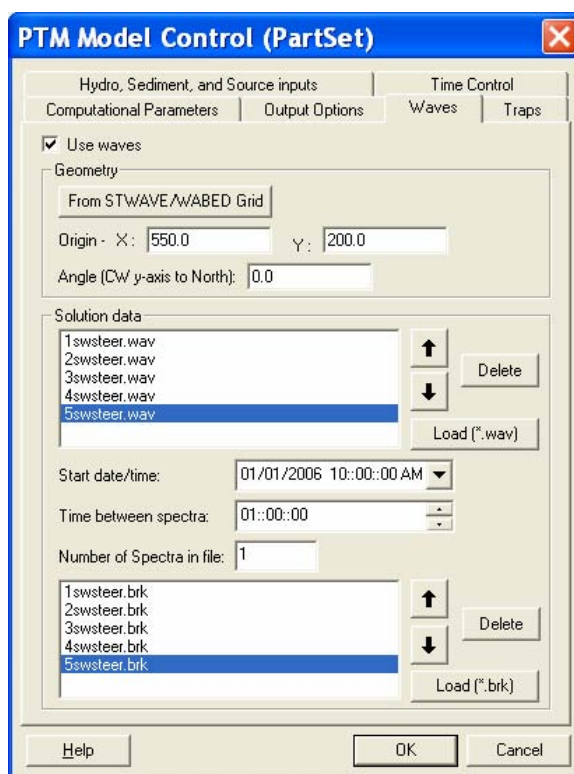 PTM Model Control (PartSet)
Hydro, Sediment, and Source inputs
Time Control
Computational Parameters
Output Options
Waves
Traps
Use waves
Geometry
From STWAVE/WABED Grid
Origin - X: 550.0 Y: 200.0
Angle (CW y-axis to North): 0.0
Solution data
1swsteer.wav
2swsteer.wav
3swsteer.wav
4swsteer.wav
5swsteer.wav
Delete
Load (*.wav)
Start date/time: 01/01/2006 10::00::00 AM
Time between spectra: 01::00::00
Number of Spectra in file: 1
1swsteer.brk
2swsteer.brk
3swsteer.brk
4swsteer.brk
5swsteer.brk
Delete
Load (*.brk)
Help
OK
Cancel